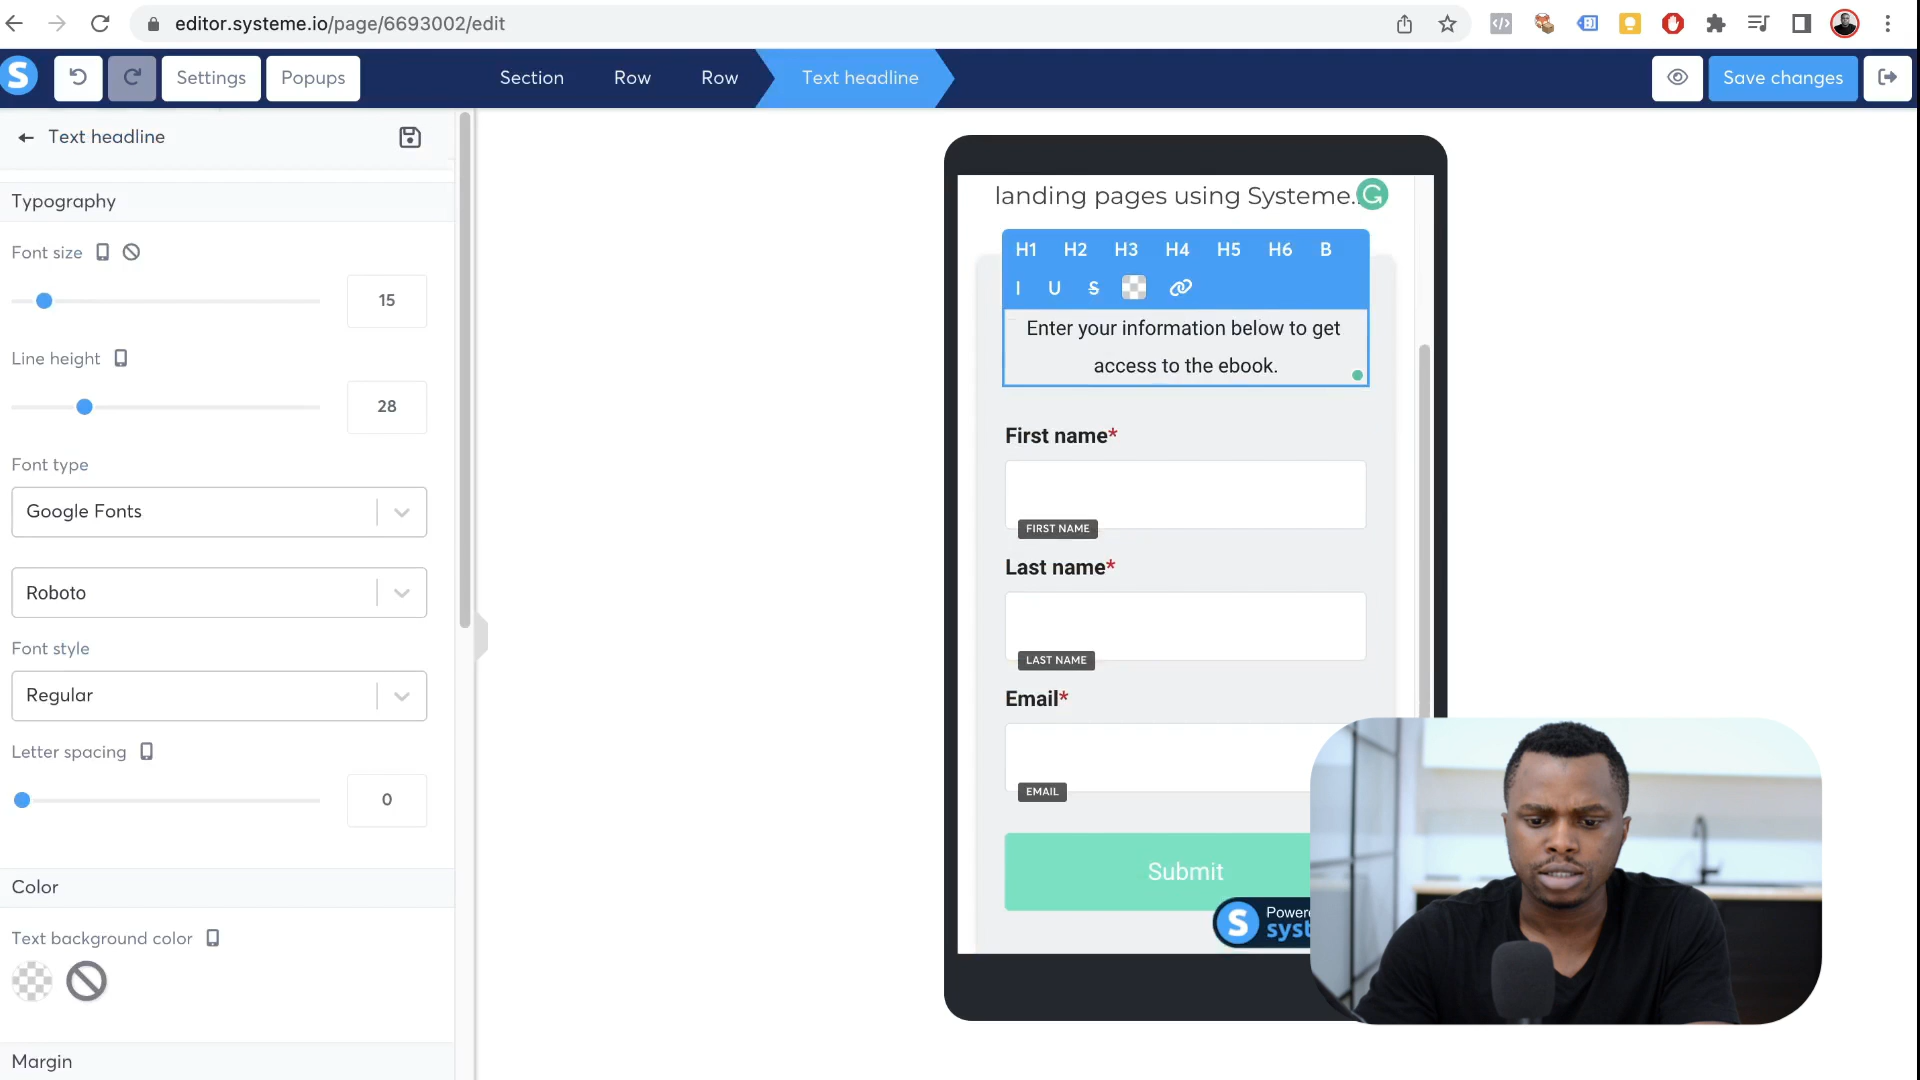 editor.systeme.io/page/6693002/edit
S
Settings
Popups
Section
Row
Row
Text headline
Save changes
Text headline
Typography
Font size
15
Line height
28
Font type
Google Fonts
Roboto
Font style
Regular
Letter spacing
0
Color
Text background color
Margin
landing pages using Systeme.
G
H1 H2 H3 H4 H5 H6 B
I U S
Enter your information below to get
access to the ebook.
First name*
FIRST NAME
Last name*
LAST NAME
Email*
EMAIL
Submit
S
Powere
syst